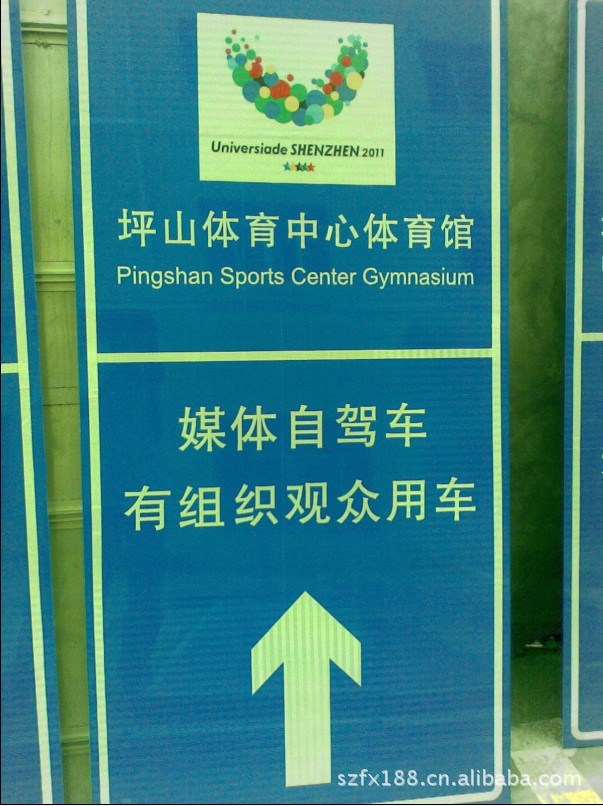 Universiade SHENZHEN 2011
坪山体育中心体育馆
Pingshan Sports Center Gymnasium
媒体自驾车
有组织观众用车
szfx188.cn.alibaba.com